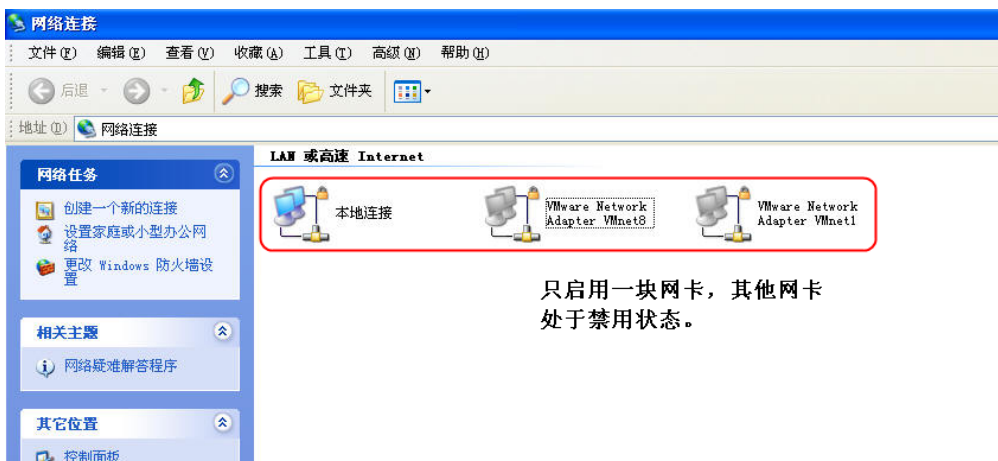 网络连接
文件(F) 编辑(E) 查看(V) 收藏(A) 工具(T) 高级(N) 帮助(H)
后退 搜索 文件夹
地址(D) 网络连接
网络任务
创建一个新的连接
设置家庭或小型办公网
络
更改 Windows 防火墙设
置
相关主题
网络疑难解答程序
其它位置
控制面板
LAN 或高速 Internet
本地连接
VMware Network
Adapter VMnet8
VMware Network
Adapter VMnet1
只启用一块网卡，其他网卡
处于禁用状态。